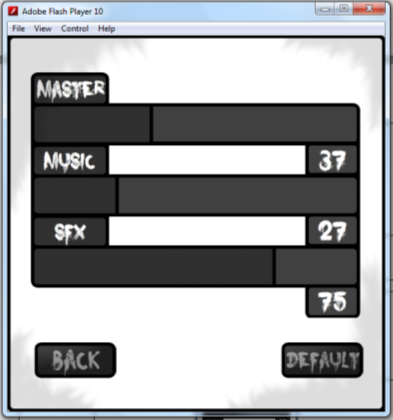 Adobe Flash Player 10
File View Control Help
MASTER
MUSIC 37
SFX 27
75
BACK DEFAULT